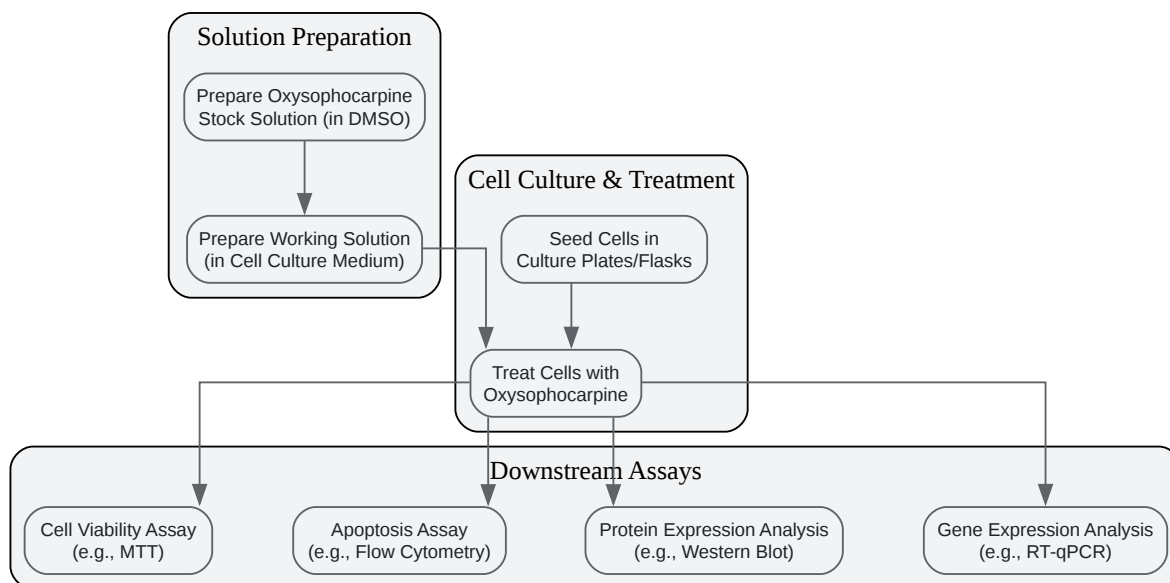 Solution Preparation
Prepare Oxysophocarpine
Stock Solution (in DMSO)
Prepare Working Solution
(in Cell Culture Medium)
Cell Culture & Treatment
Seed Cells in
Culture Plates/Flasks
Treat Cells with
Oxysophocarpine
Downstream Assays
Cell Viability Assay
(e.g., MTT)
Apoptosis Assay
(e.g., Flow Cytometry)
Protein Expression Analysis
(e.g., Western Blot)
Gene Expression Analysis
(e.g., RT-qPCR)